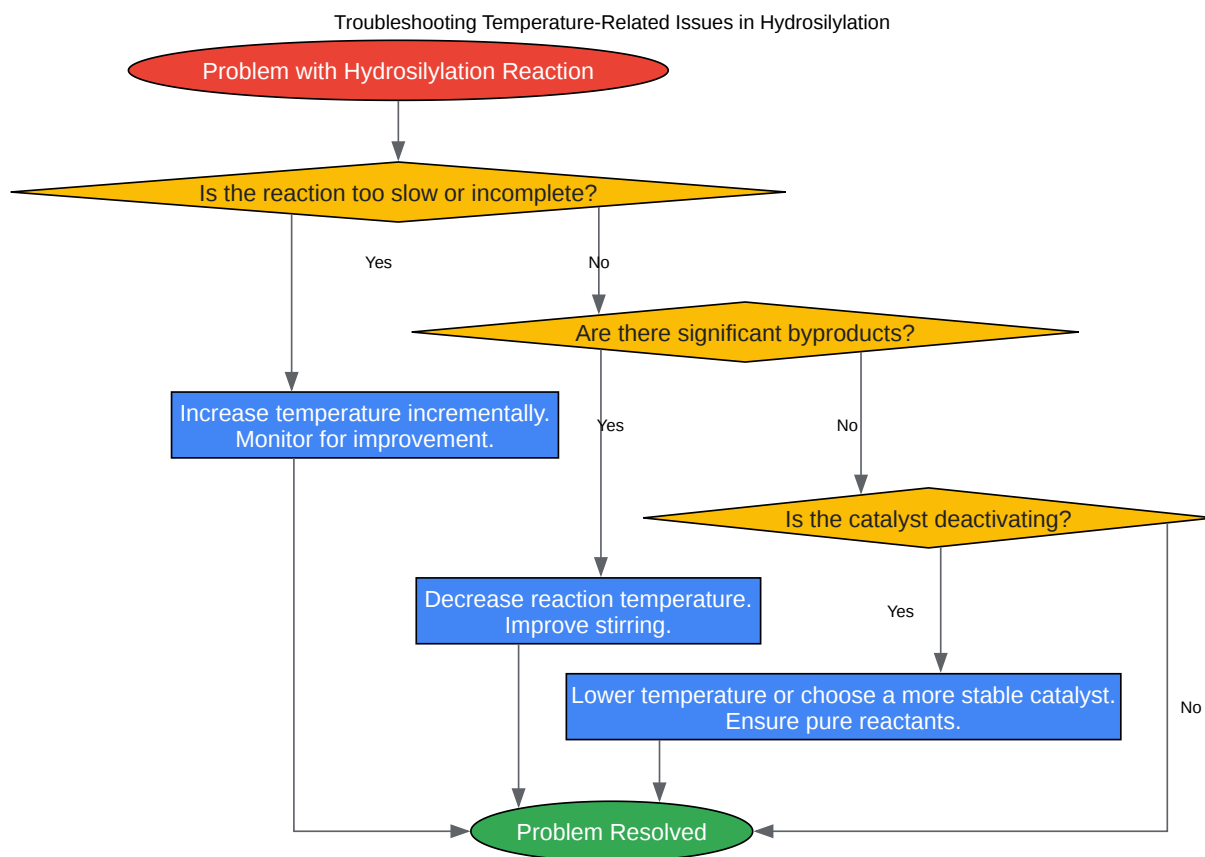 Troubleshooting Temperature-Related Issues in Hydrosilylation
Problem with Hydrosilylation Reaction
Is the reaction too slow or incomplete?
Yes
No
Are there significant byproducts?
Increase temperature incrementally.
Monitor for improvement.
Yes
No
Is the catalyst deactivating?
Decrease reaction temperature.
Improve stirring.
Yes
Lower temperature or choose a more stable catalyst.
Ensure pure reactants.
No
Problem Resolved